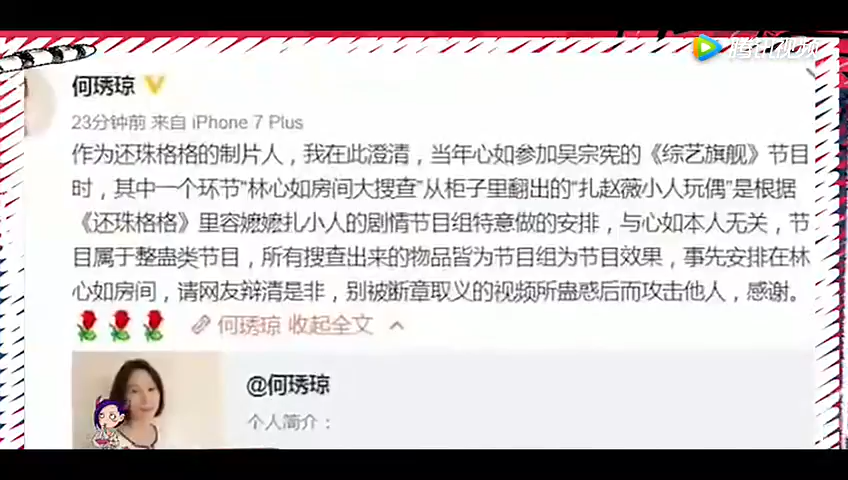 腾讯视频
何琇琼
23分钟前 来自 iPhone 7 Plus
作为还珠格格的制片人，我在此澄清，当年心如参加吴宗宪的《综艺旗舰》节目
时，其中一个环节“林心如房间大搜查”从柜子里翻出的“扎赵薇小人玩偶”是根据
《还珠格格》里容嬷嬷扎小人的剧情节目组特意做的安排，与心如本人无关，节
目属于整蛊类节目，所有搜查出来的物品皆为节目组为节目效果，事先安排在林
心如房间，请网友辩清是非，别被断章取义的视频所蛊惑后而攻击他人，感谢。
何琇琼 收起全文
@何琇琼
个人简介：